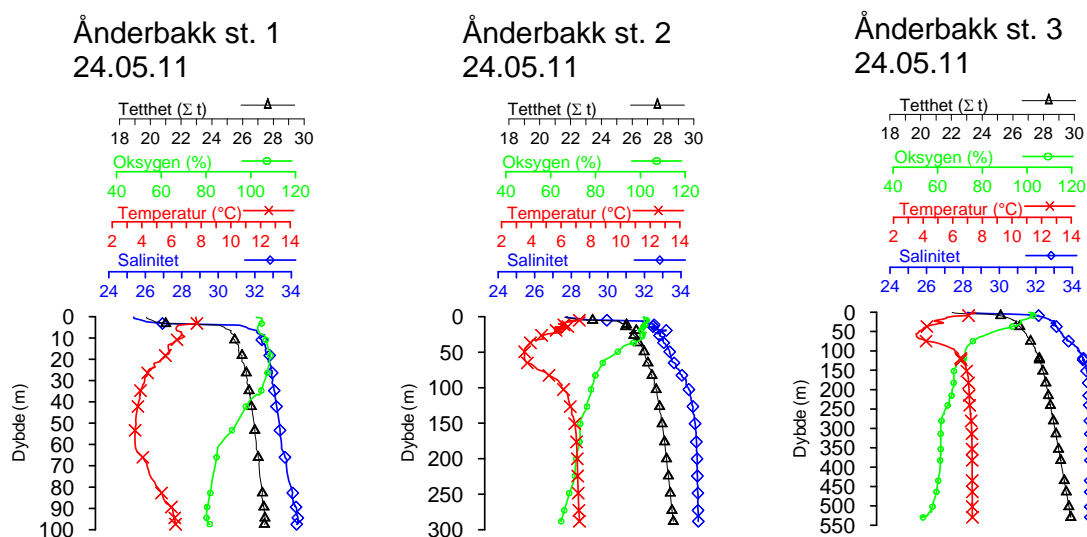 Ånderbakk st. 1
24.05.11
Tetthet (Σ t)
18 20 22 24 26 28 30
Oksygen (%)
40 60 80 100 120
Temperatur (°C)
2 4 6 8 10 12 14
Salinitet
24 26 28 30 32 34
0
10
20
30
40
50
60
70
80
90
100
Dybde (m)
Ånderbakk st. 2
24.05.11
Tetthet (Σ t)
18 20 22 24 26 28 30
Oksygen (%)
40 60 80 100 120
Temperatur (°C)
2 4 6 8 10 12 14
Salinitet
24 26 28 30 32 34
0
50
100
150
200
250
300
Dybde (m)
Ånderbakk st. 3
24.05.11
Tetthet (Σ t)
18 20 22 24 26 28 30
Oksygen (%)
40 60 80 100 120
Temperatur (°C)
2 4 6 8 10 12 14
Salinitet
24 26 28 30 32 34
0
50
100
150
200
250
300
350
400
450
500
550
Dybde (m)